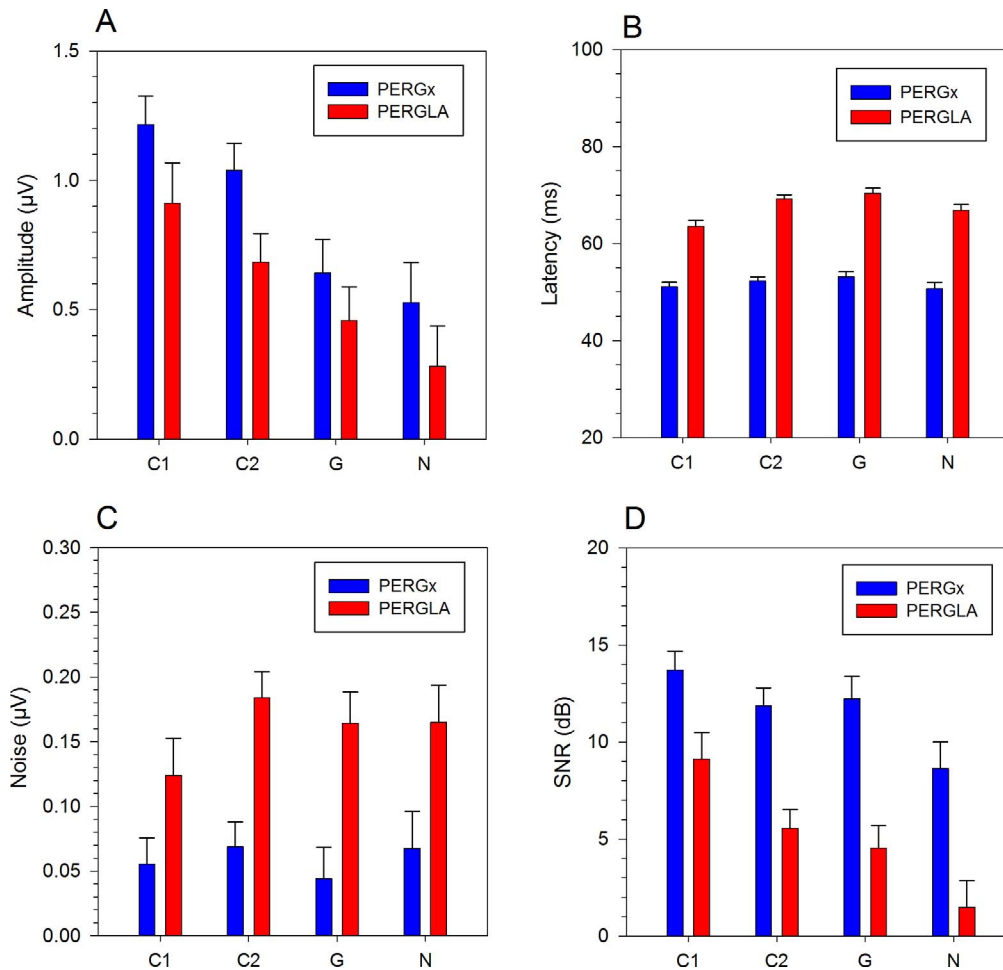 A
1.5
1.0
0.5
0.0
Amplitude (µV)
PERGx
PERGLA
C1 C2 G N
B
100
80
60
40
20
Latency (ms)
PERGx
PERGLA
C1 C2 G N
C
0.30
0.25
0.20
0.15
0.10
0.05
0.00
Noise (µV)
PERGx
PERGLA
C1 C2 G N
D
20
15
10
5
0
SNR (dB)
PERGx
PERGLA
C1 C2 G N